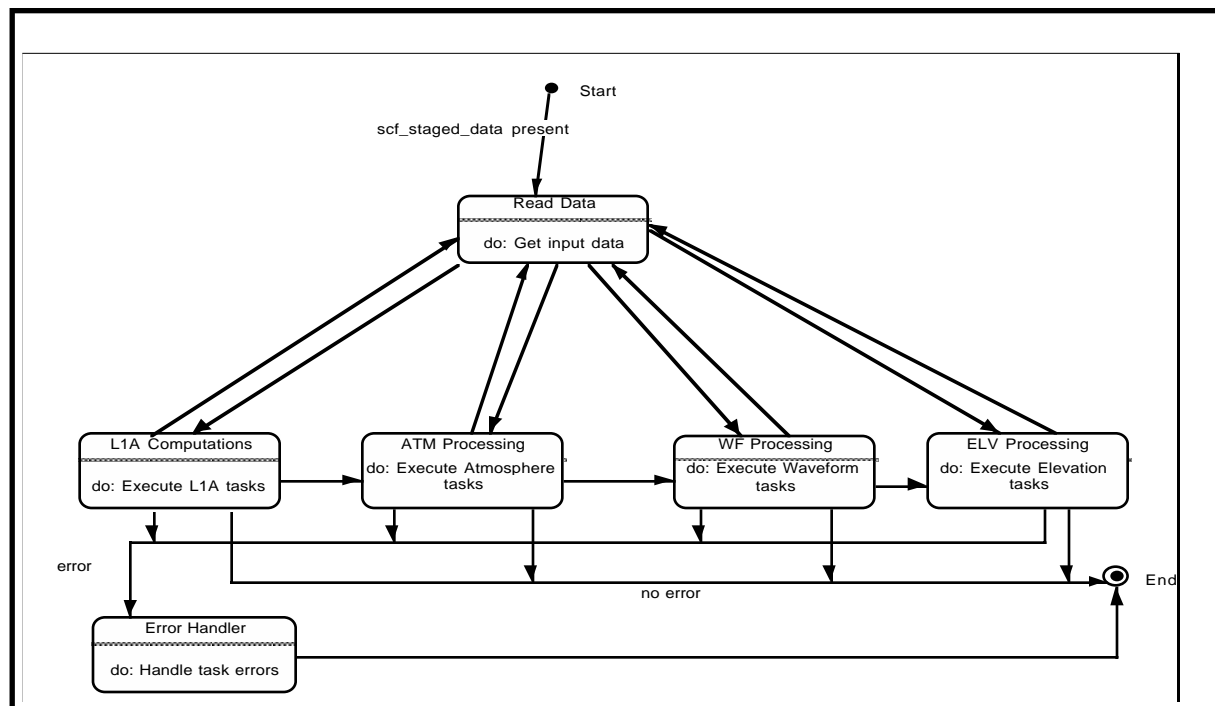 Start
scf_staged_data present
Read Data
do: Get input data
L1A Computations
do: Execute L1A tasks
ATM Processing
do: Execute Atmosphere
tasks
WF Processing
do: Execute Waveform
tasks
ELV Processing
do: Execute Elevation
tasks
error
no error
End
Error Handler
do: Handle task errors